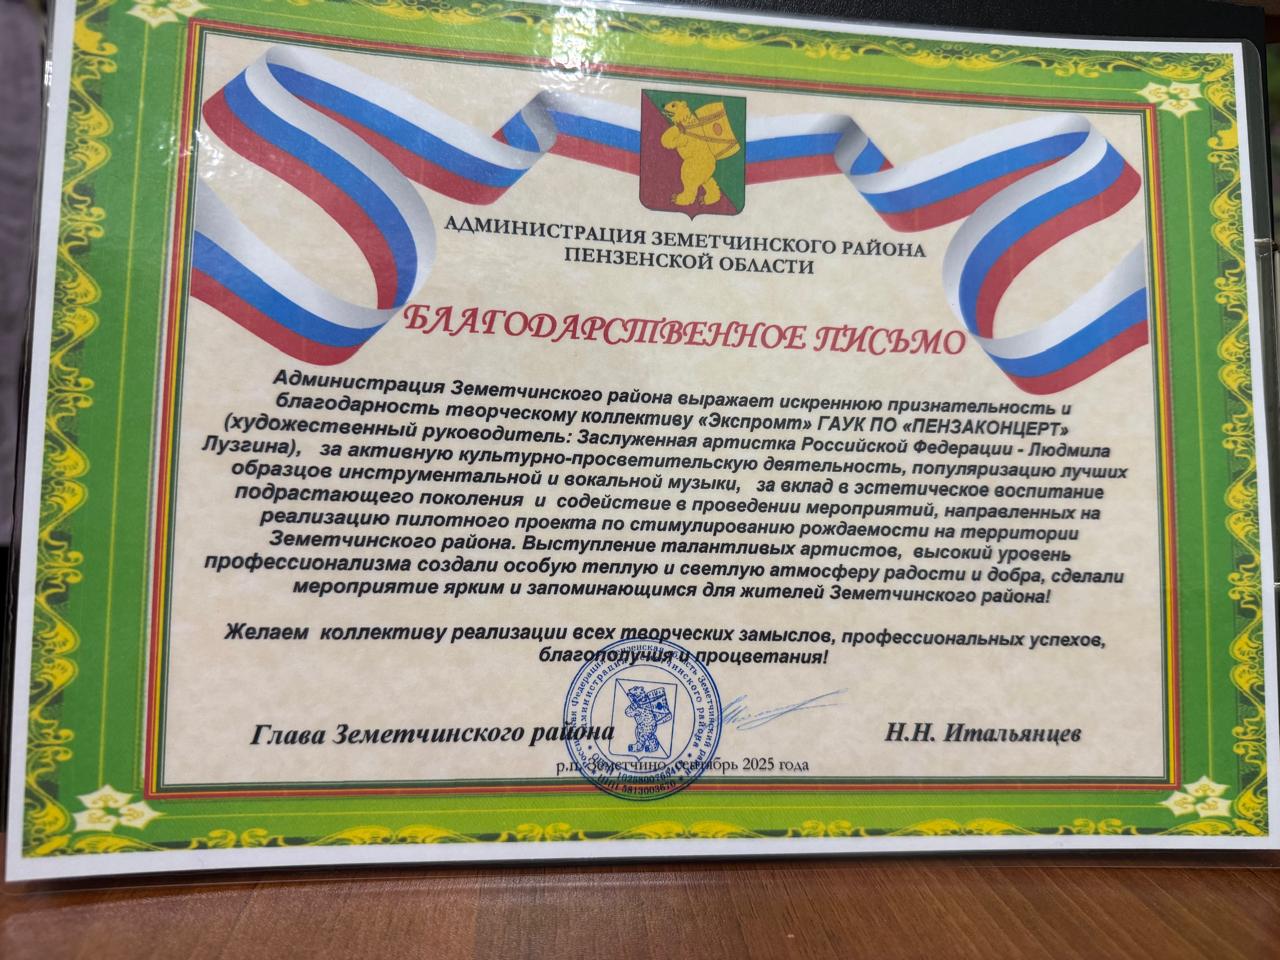 АДМИНИСТРАЦИЯ ЗЕМЕТЧИНСКОГО РАЙОНА
ПЕНЗЕНСКОЙ ОБЛАСТИ
БЛАГОДАРСТВЕННОЕ ПИСЬМО
Администрация Земетчинского района выражает искреннюю признательность и
благодарность творческому коллективу «Экспромт» ГАУК ПО «ПЕНЗАКОНЦЕРТ»
(художественный руководитель: Заслуженная артистка Российской Федерации - Людмила
Лузгина), за активную культурно-просветительскую деятельность, популяризацию лучших
образцов инструментальной и вокальной музыки, за вклад в эстетическое воспитание
подрастающего поколения и содействие в проведении мероприятий, направленных на
реализацию пилотного проекта по стимулированию рождаемости на территории
Земетчинского района. Выступление талантливых артистов, высокий уровень
профессионализма создали особую теплую и светлую атмосферу радости и добра, сделали
мероприятие ярким и запоминающимся для жителей Земетчинского района!
Желаем коллективу реализации всех творческих замыслов, профессиональных успехов,
благополучия и процветания!
Глава Земетчинского района Н.Н. Итальянцев
р.п. Земетчино, сентябрь 2025 года